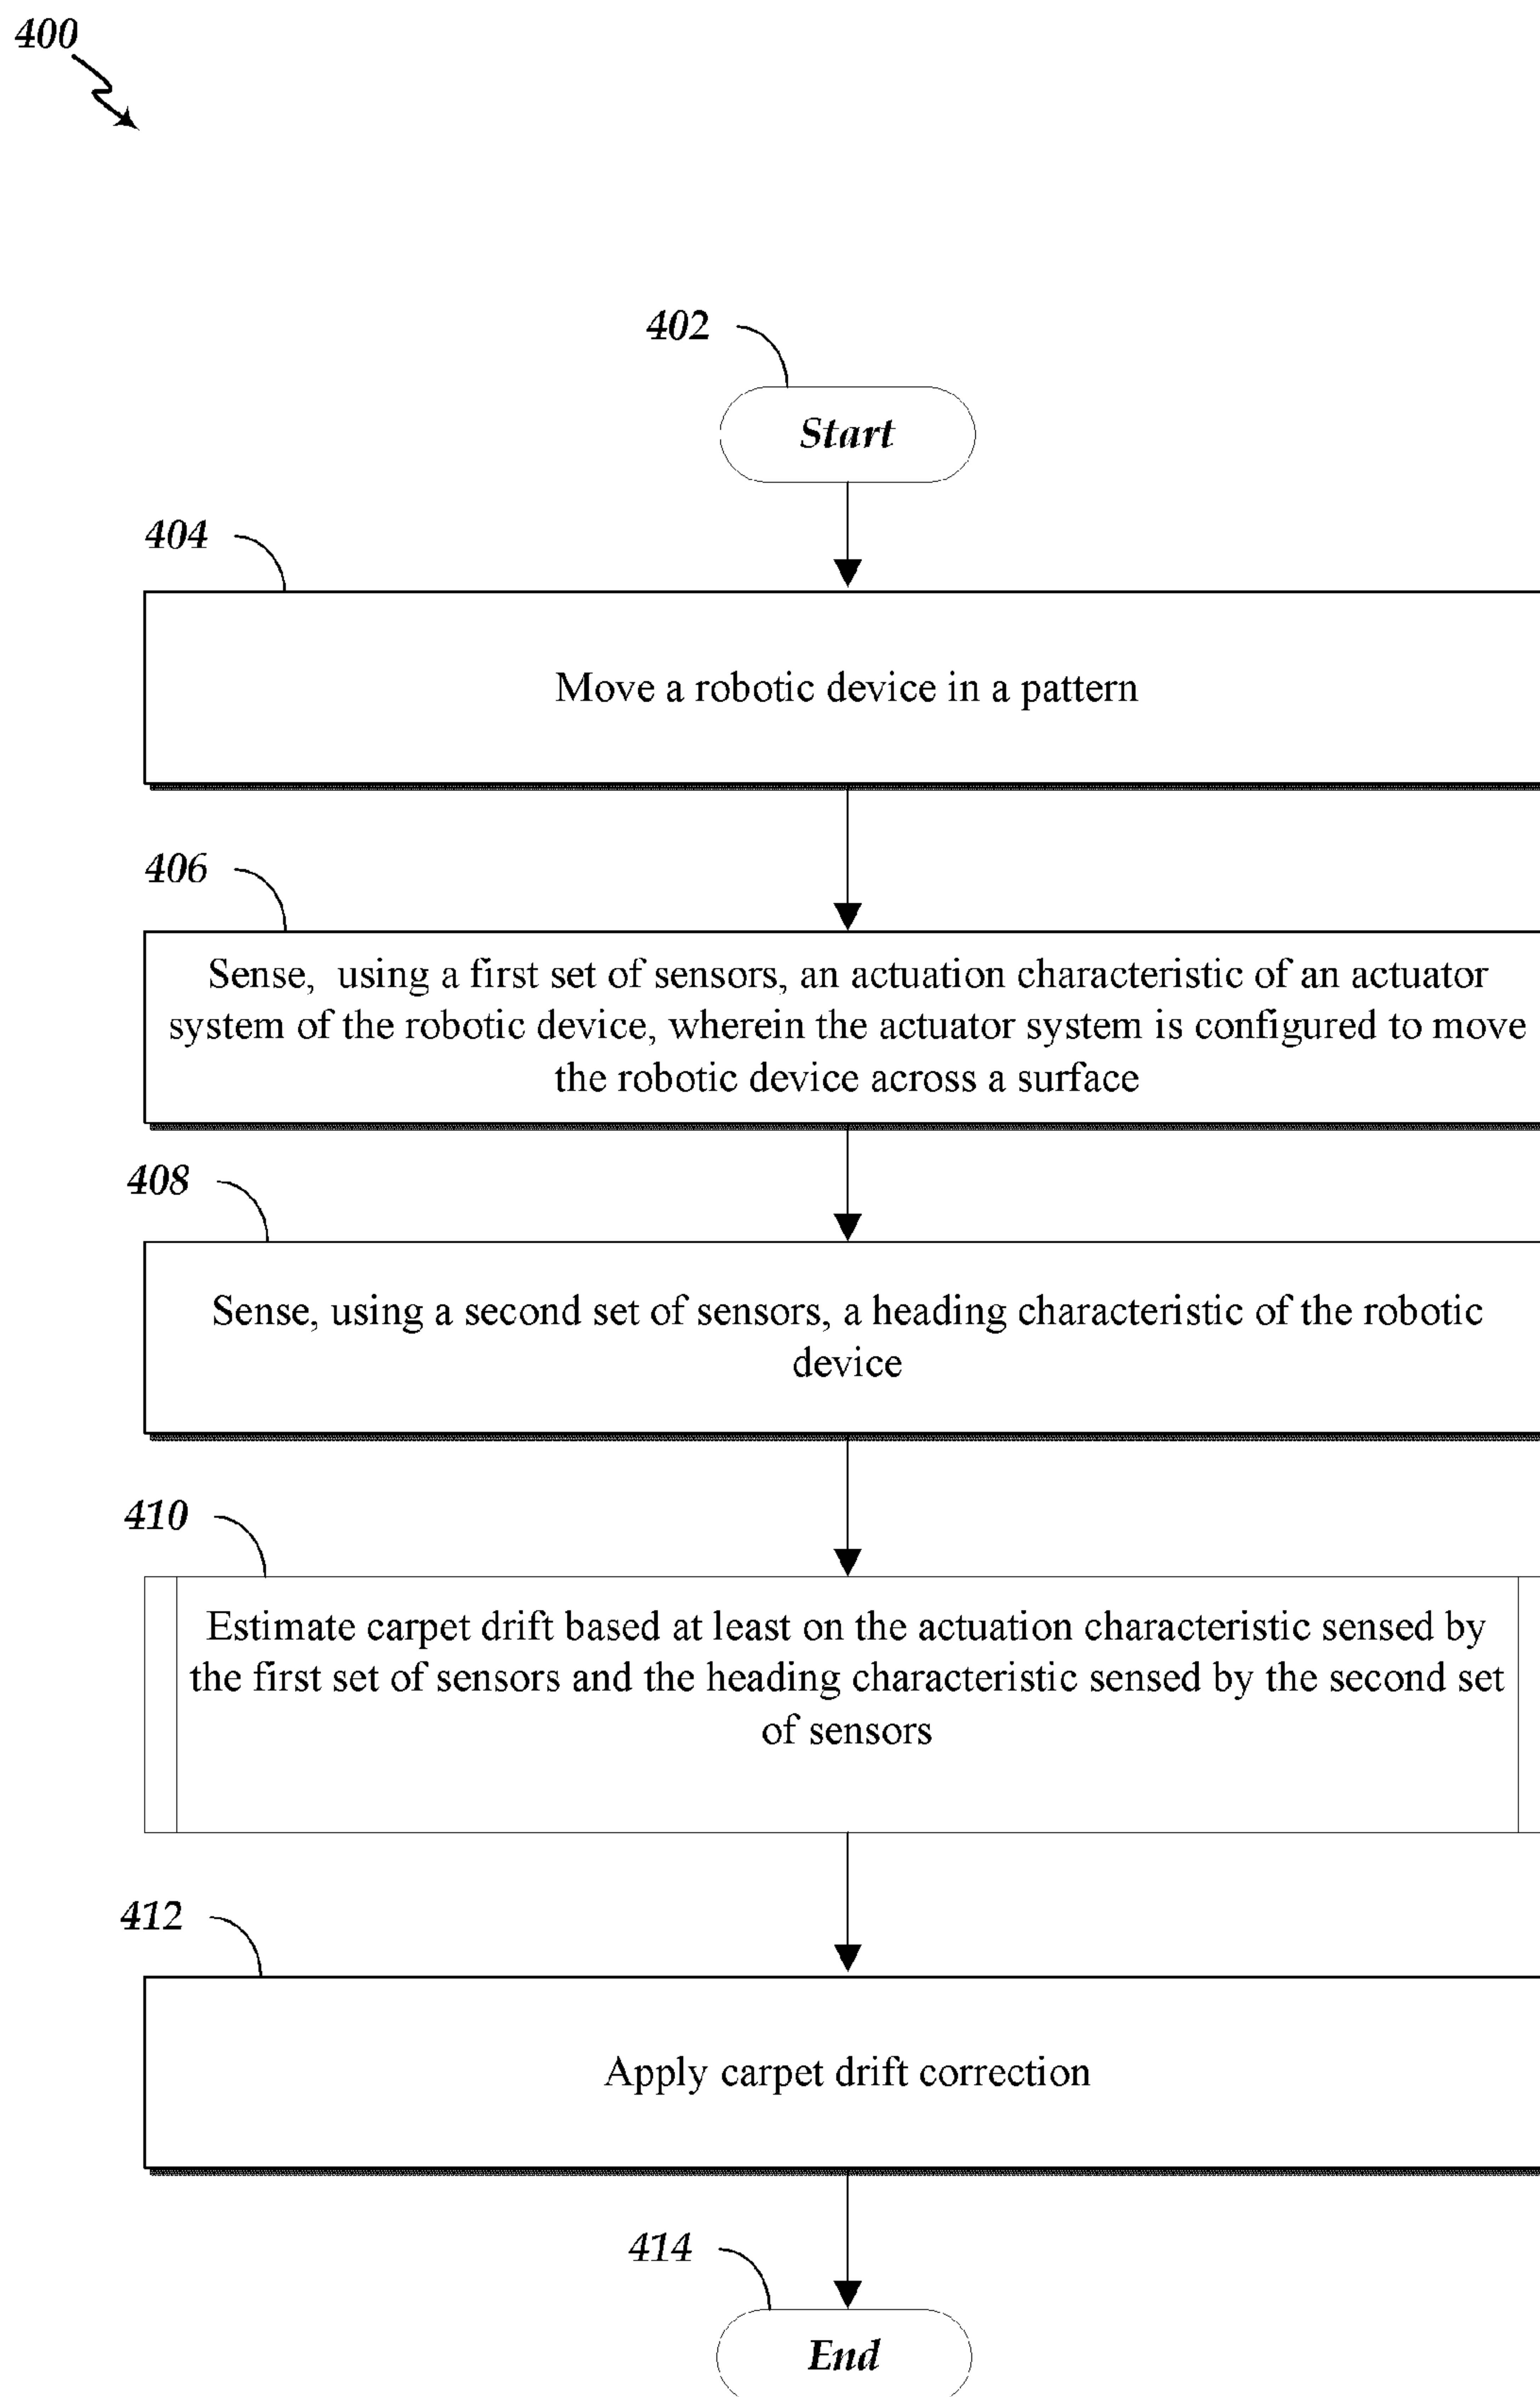 400
402
Start
404
Move a robotic device in a pattern
406
Sense, using a first set of sensors, an actuation characteristic of an actuator
system of the robotic device, wherein the actuator system is configured to move
the robotic device across a surface
408
Sense, using a second set of sensors, a heading characteristic of the robotic
device
410
Estimate carpet drift based at least on the actuation characteristic sensed by
the first set of sensors and the heading characteristic sensed by the second set
of sensors
412
Apply carpet drift correction
414
End